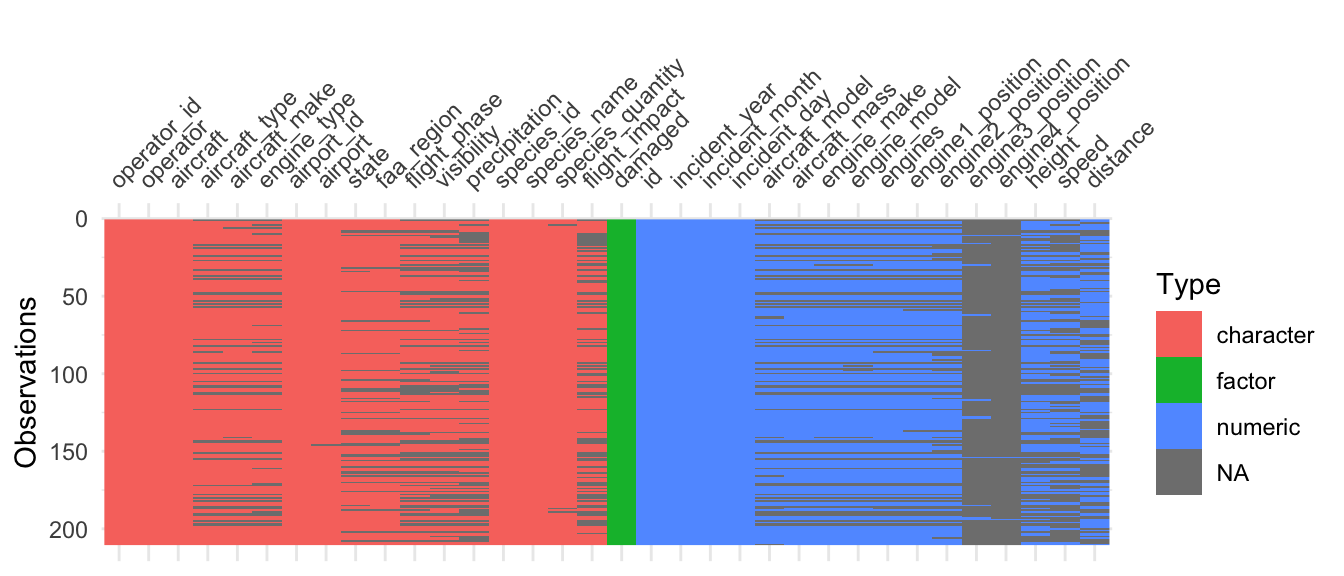 operator_id
operator
aircraft
aircraft_type
aircraft_make
engine_type
airport_id
airport
state
faa_region
flight_phase
visibility
precipitation
species_id
species_name
species_quantity
flight_impact
damaged
id
incident_year
incident_month
incident_day
aircraft_model
aircraft_mass
engine_make
engine_model
engines
engine1_position
engine2_position
engine3_position
engine_4_position
height
speed
distance
Observations
0
50
100
150
200
Type
character
factor
numeric
NA